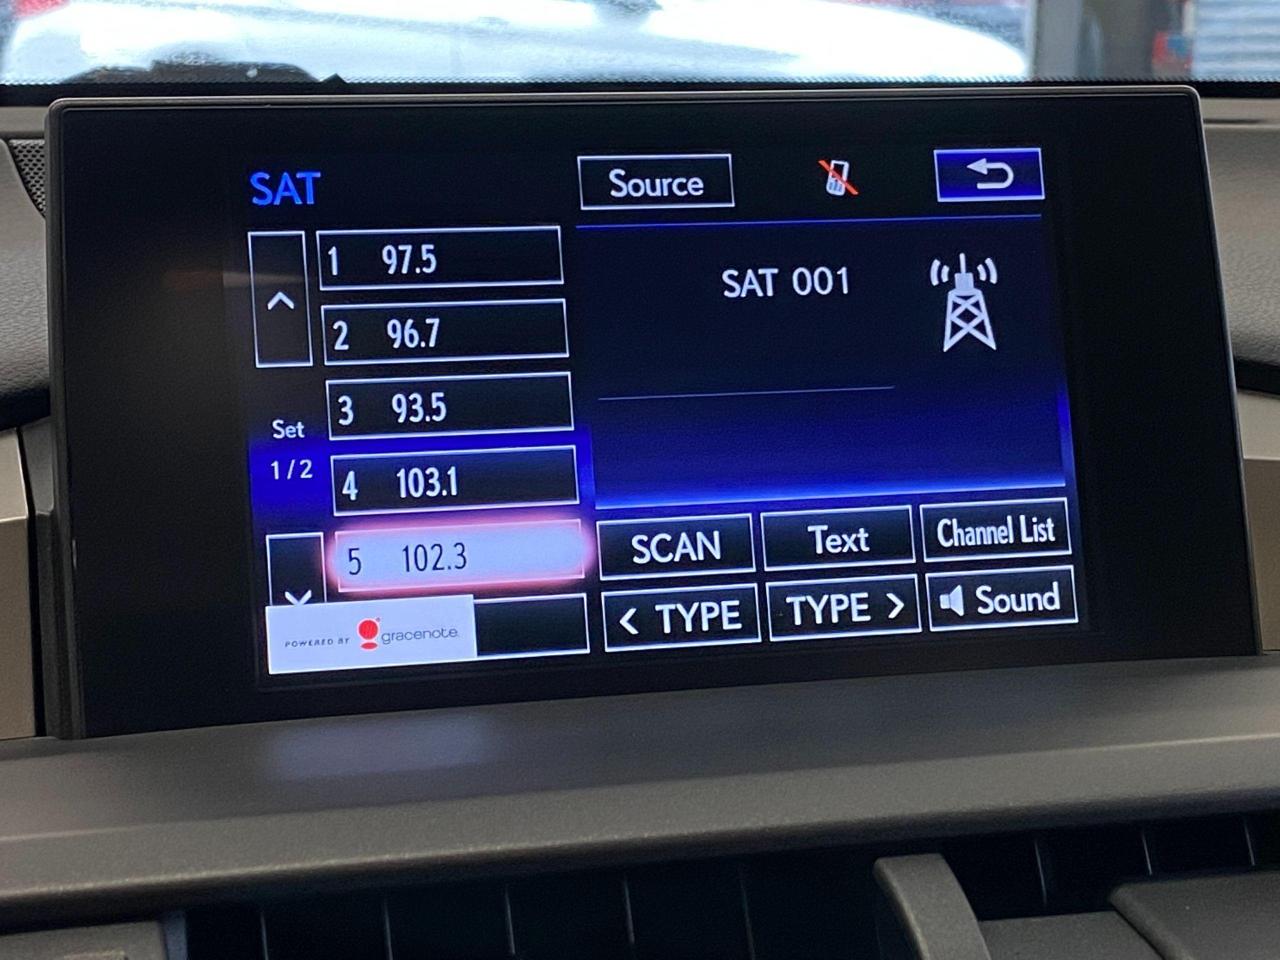 SAT
Source
1 97.5
2 96.7
3 93.5
4 103.1
5 102.3
Set
1/2
SAT 001
SCAN
Text
Channel List
< TYPE
TYPE >
Sound
POWERED BY gracenote.